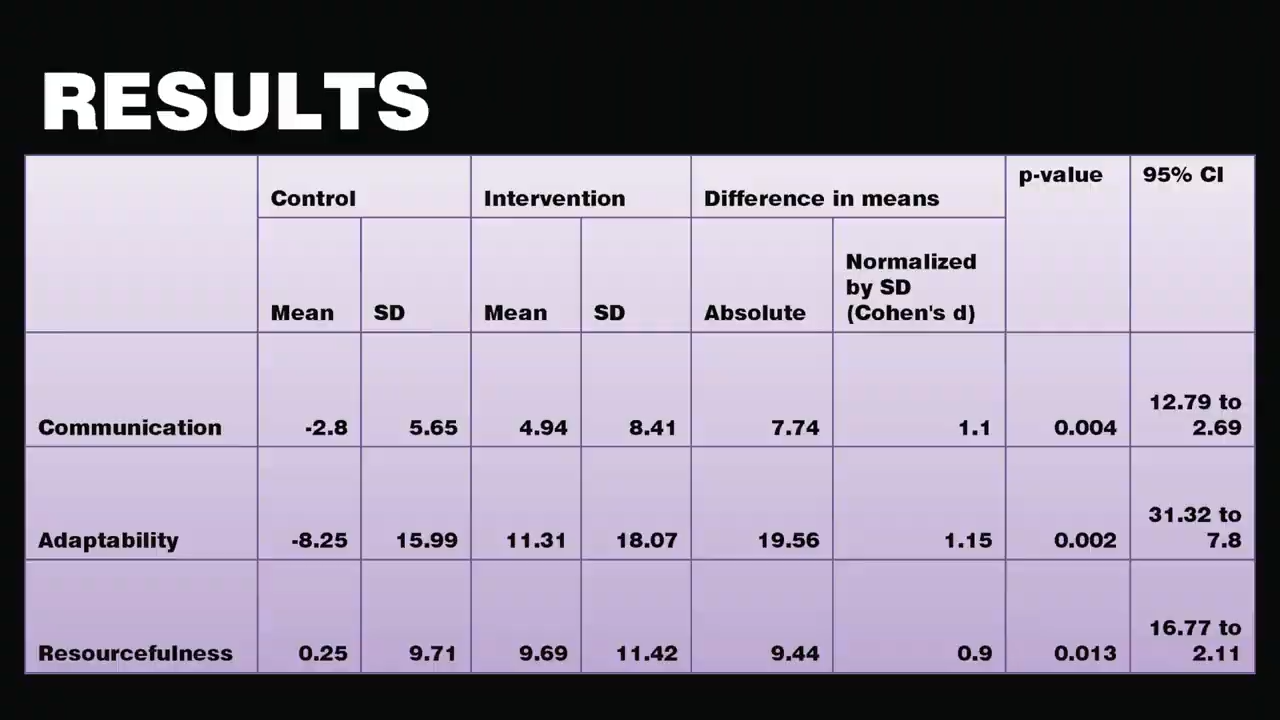 RESULTS
Control Intervention Difference in means p-value 95% CI
Mean SD Mean SD Absolute Normalized
by SD
(Cohen's d)
Communication -2.8 5.65 4.94 8.41 7.74 1.1 0.004 12.79 to
2.69
Adaptability -8.25 15.99 11.31 18.07 19.56 1.15 0.002 31.32 to
7.8
Resourcefulness 0.25 9.71 9.69 11.42 9.44 0.9 0.013 16.77 to
2.11